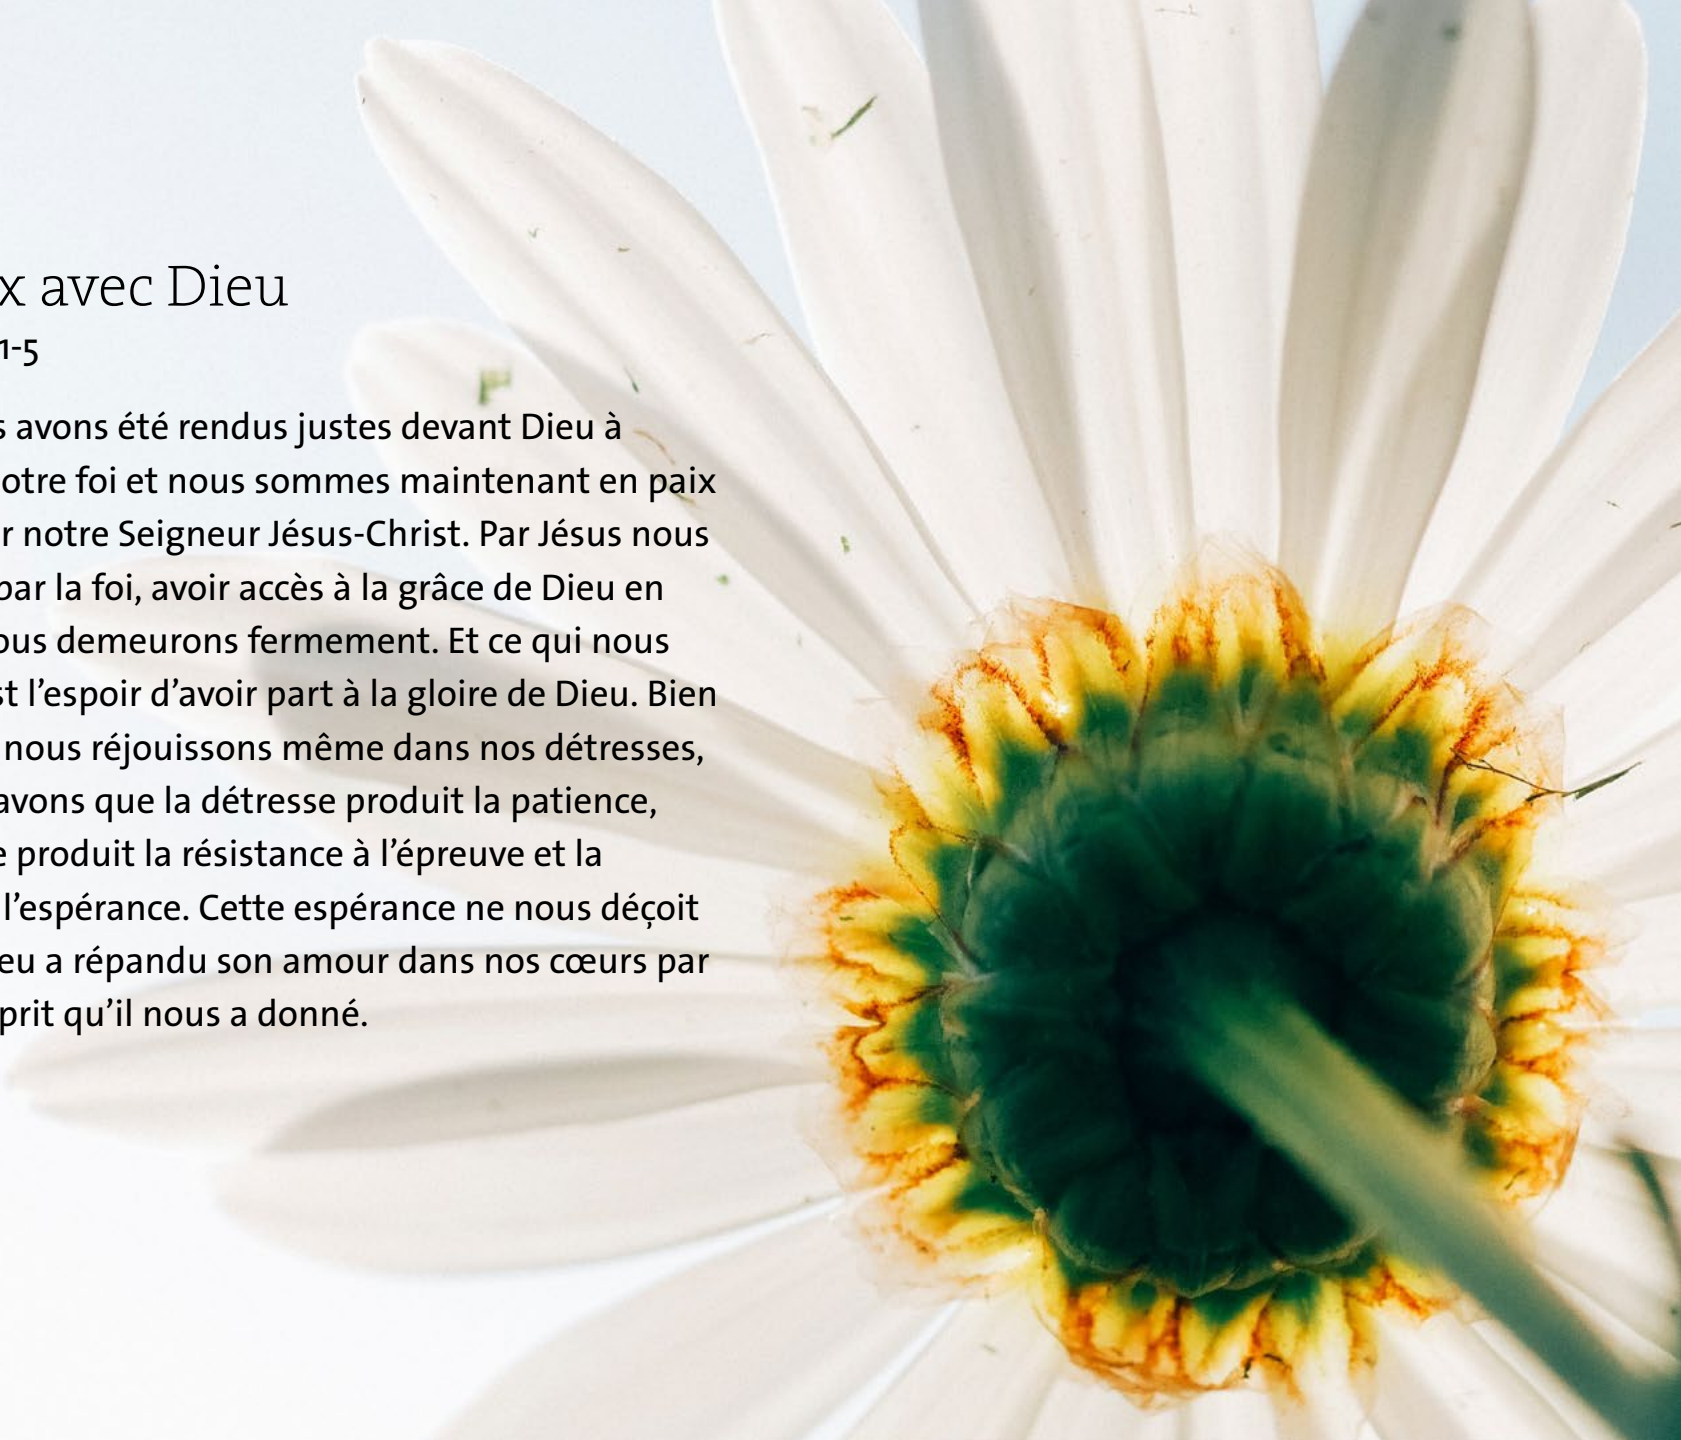 x avec Dieu
1-5
s avons été rendus justes devant Dieu à
otre foi et nous sommes maintenant en paix
r notre Seigneur Jésus-Christ. Par Jésus nous
par la foi, avoir accès à la grâce de Dieu en
ous demeurons fermement. Et ce qui nous
st l’espoir d’avoir part à la gloire de Dieu. Bien
nous réjouissons même dans nos détresses,
avons que la détresse produit la patience,
e produit la résistance à l’épreuve et la
l’espérance. Cette espérance ne nous déçoit
eu a répandu son amour dans nos cœurs par
prit qu’il nous a donné.